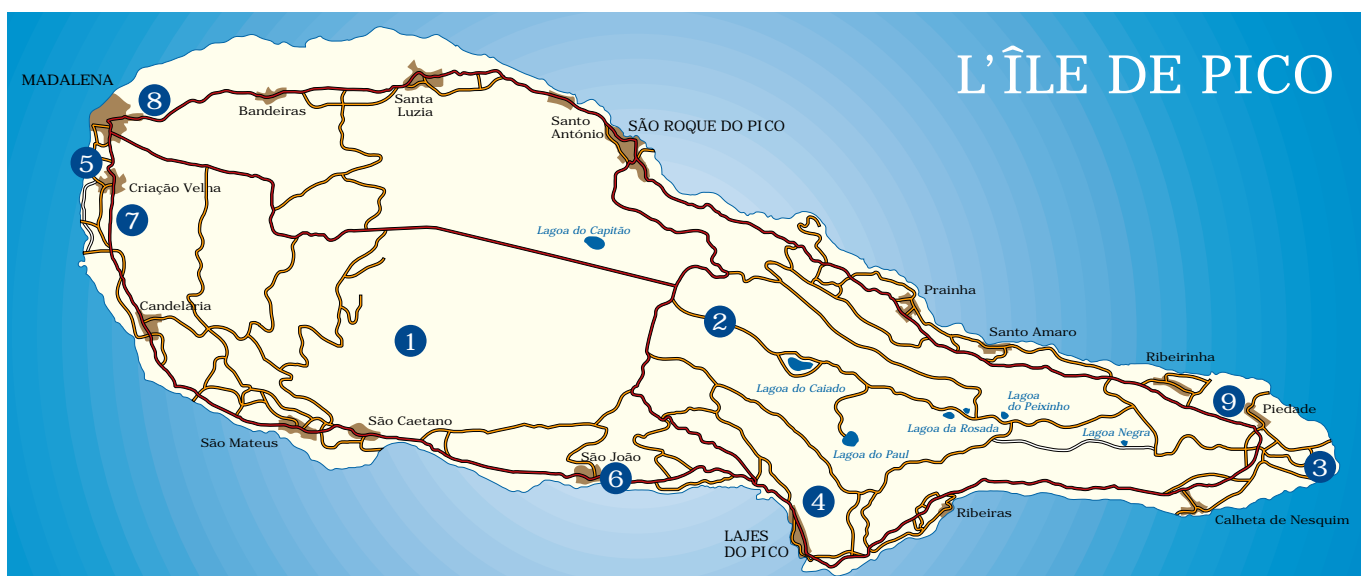 L'ÎLE DE PICO
MADALENA
8
Bandeiras
Santa
Luzia
Santo
António
SÃO ROQUE DO PICO
5
Criação Velha
7
Lagoa do Capitão
Candelaria
1
2
Prainha
Santo Amaro
Ribeirinha
Lagoa do Caiado
Lagoa
do Peixinho
9
Piedade
São Mateus
São Caetano
Lagoa da Rosada
Lagoa Negra
São João
Lagoa do Paul
3
6
4
Ribeiras
Calheta de Nesquim
LAJES
DO PICO